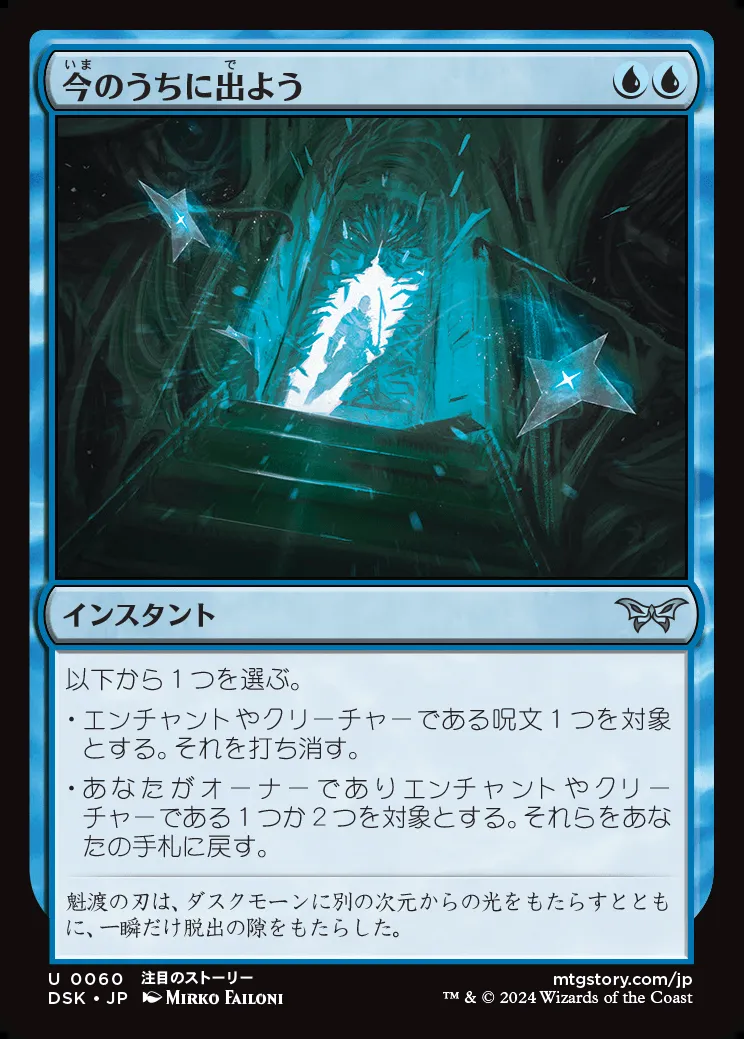 いま で
今のうちに出よう
インスタント
以下から1つを選ぶ。
・エンチャントやクリーチャーである呪文1つを対象
とする。それを打ち消す。
・あなたがオーナーでありエンチャントやクリー
チャーである1つか2つを対象とする。それらをあな
たの手札に戻す。
魁渡の刃は、ダスクモーンに別の次元からの光をもたらすととも
に、一瞬だけ脱出の隙をもたらした。
U 0060 注目のストーリー
DSK • JP Mirko Failoni
mtgstory.com/jp
™ & © 2024 Wizards of the Coast